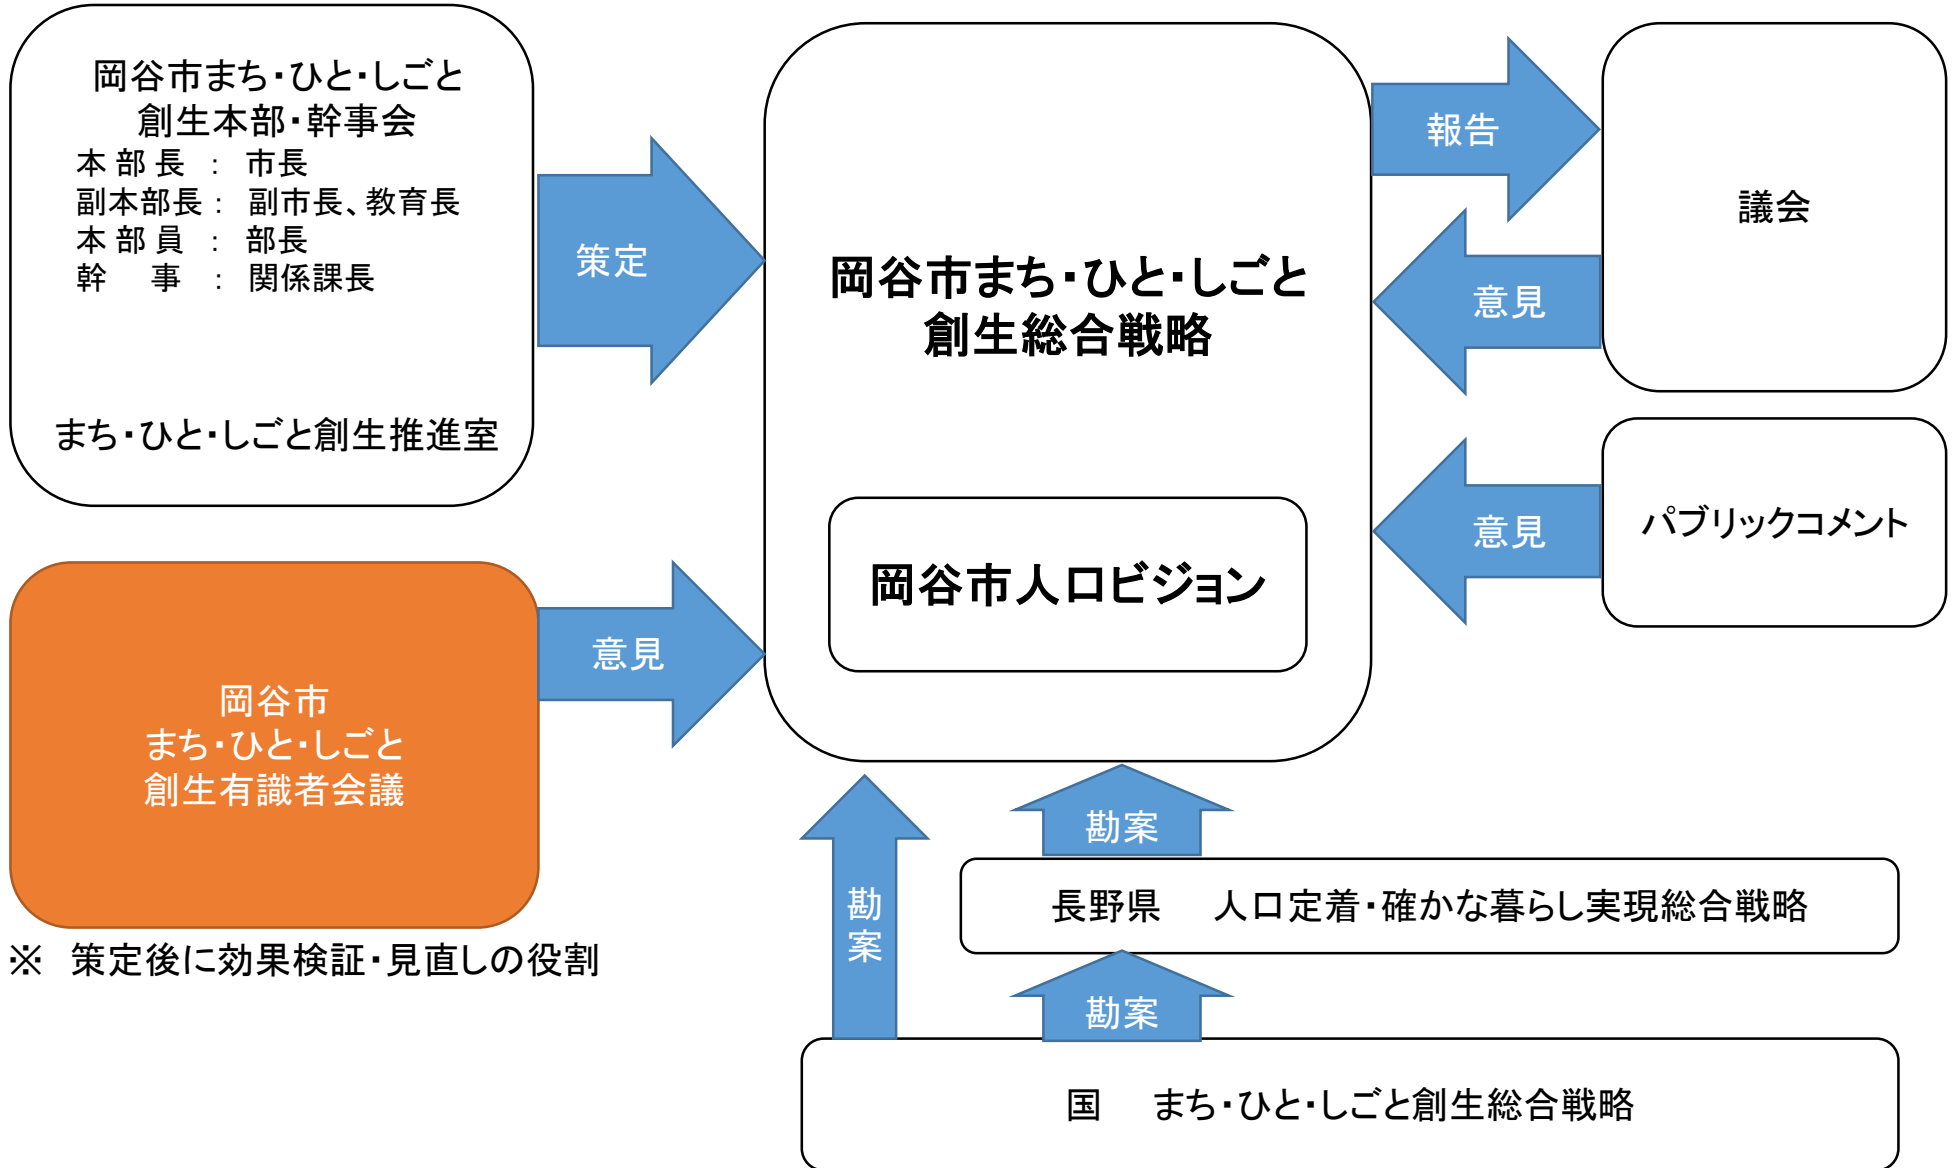 岡谷市まち・ひと・しごと
創生本部・幹事会
本 部 長 : 市長
副本部長 : 副市長、教育長
本 部 員 : 部長
幹 事 : 関係課長
まち・ひと・しごと創生推進室
策定
岡谷市まち・ひと・しごと
創生総合戦略
岡谷市人口ビジョン
報告
議会
意見
パブリックコメント
意見
岡谷市
まち・ひと・しごと
創生有識者会議
意見
※ 策定後に効果検証・見直しの役割
勘案
長野県 人口定着・確かな暮らし実現総合戦略
勘
案
勘案
国 まち・ひと・しごと創生総合戦略